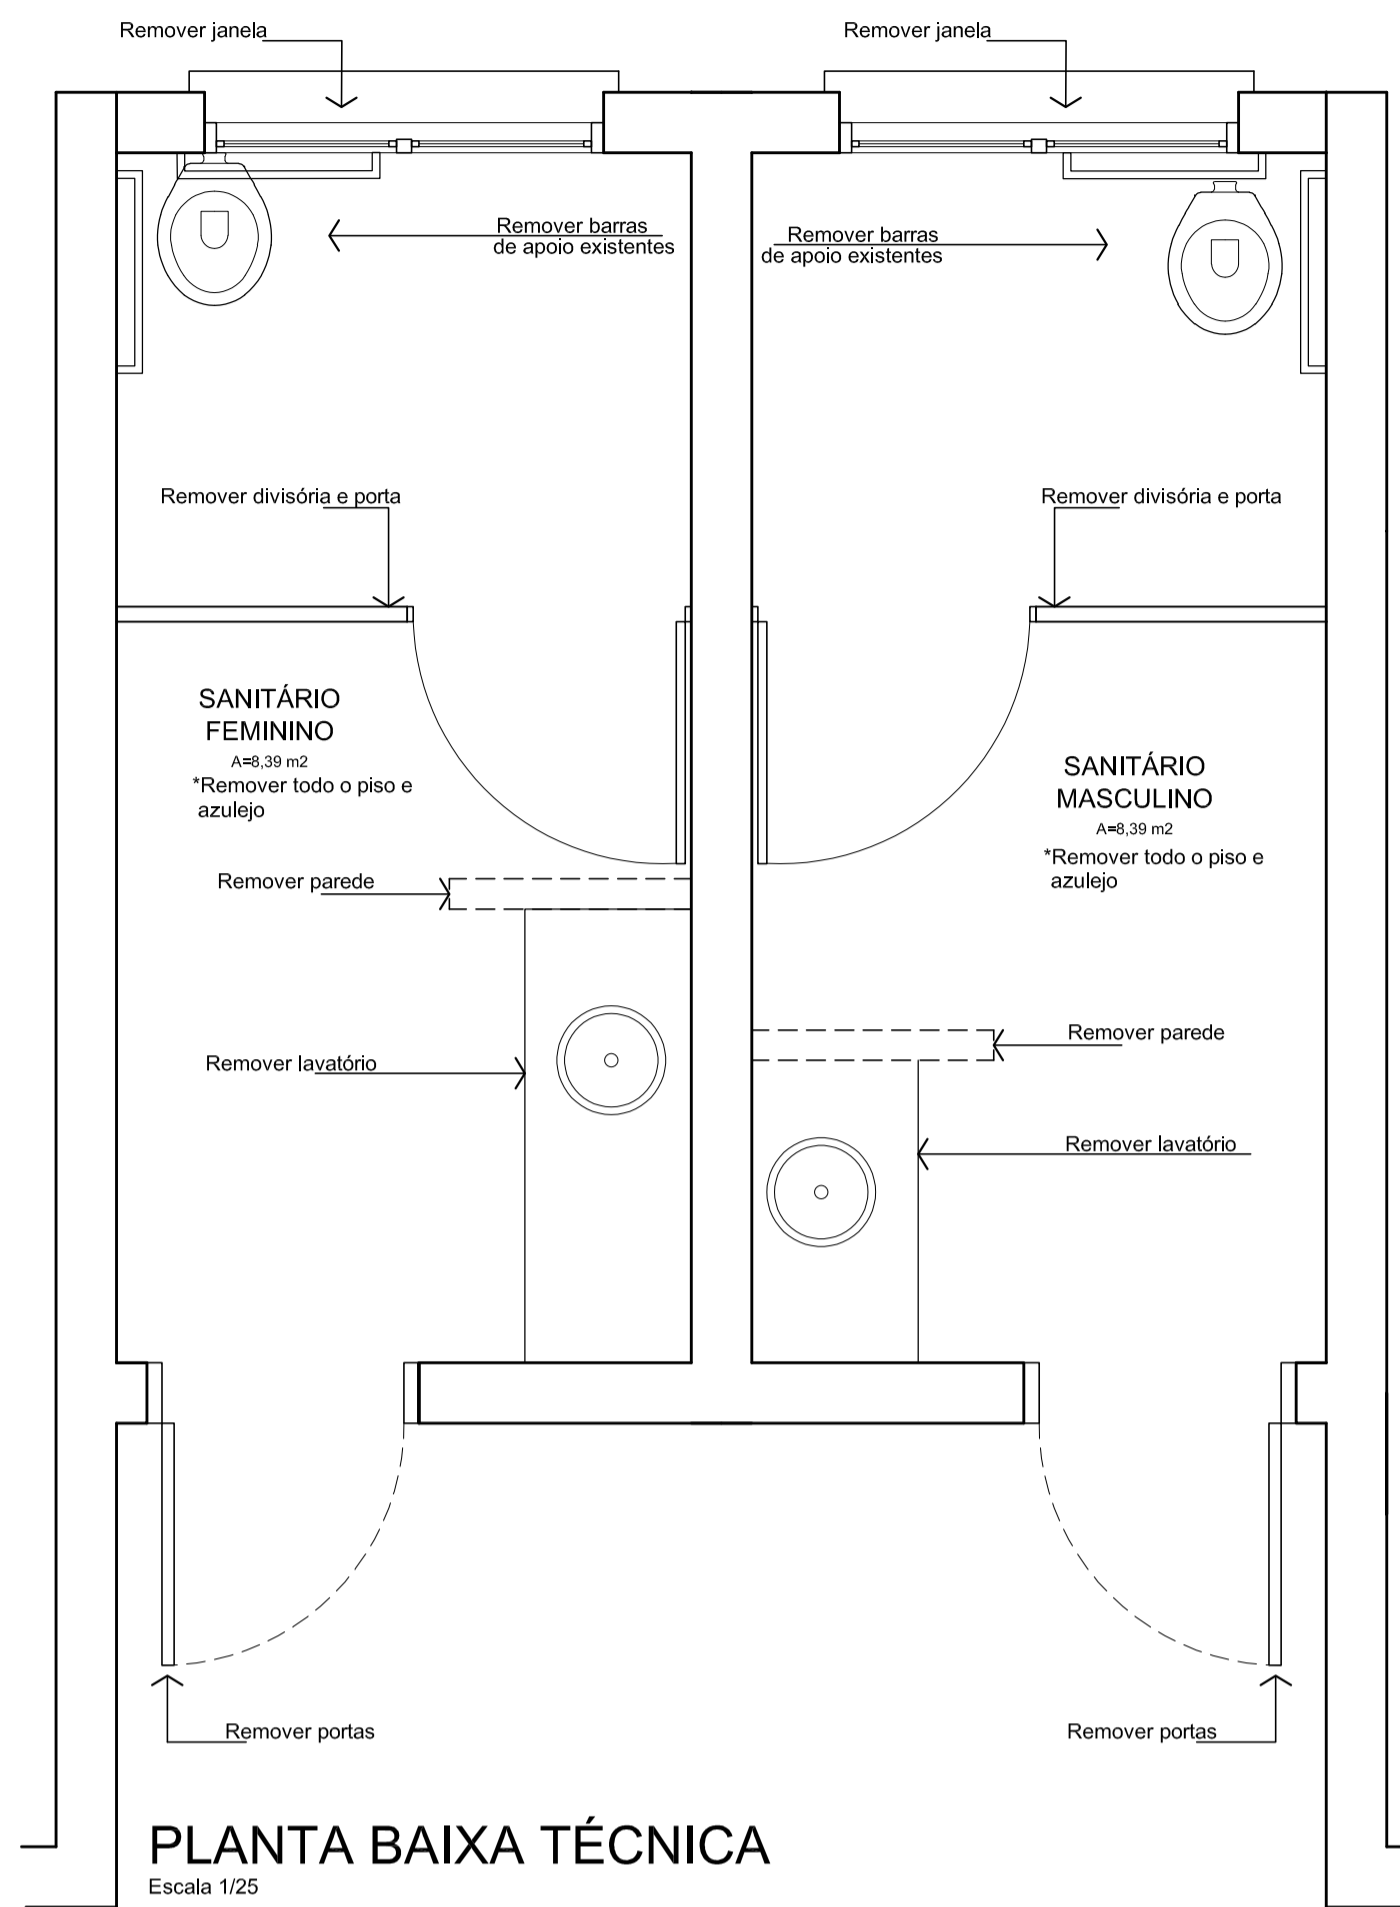 Remover janela
Remover janela
Remover barras
de apoio existentes
Remover barras
de apoio existentes
Remover divisória e porta
Remover divisória e porta
SANITÁRIO
FEMININO
A=8,39 m2
*Remover todo o piso e
azulejo
SANITÁRIO
MASCULINO
A=8,39 m2
*Remover todo o piso e
azulejo
Remover parede
Remover parede
Remover lavatório
Remover lavatório
Remover portas
Remover portas
PLANTA BAIXA TÉCNICA
Escala 1/25